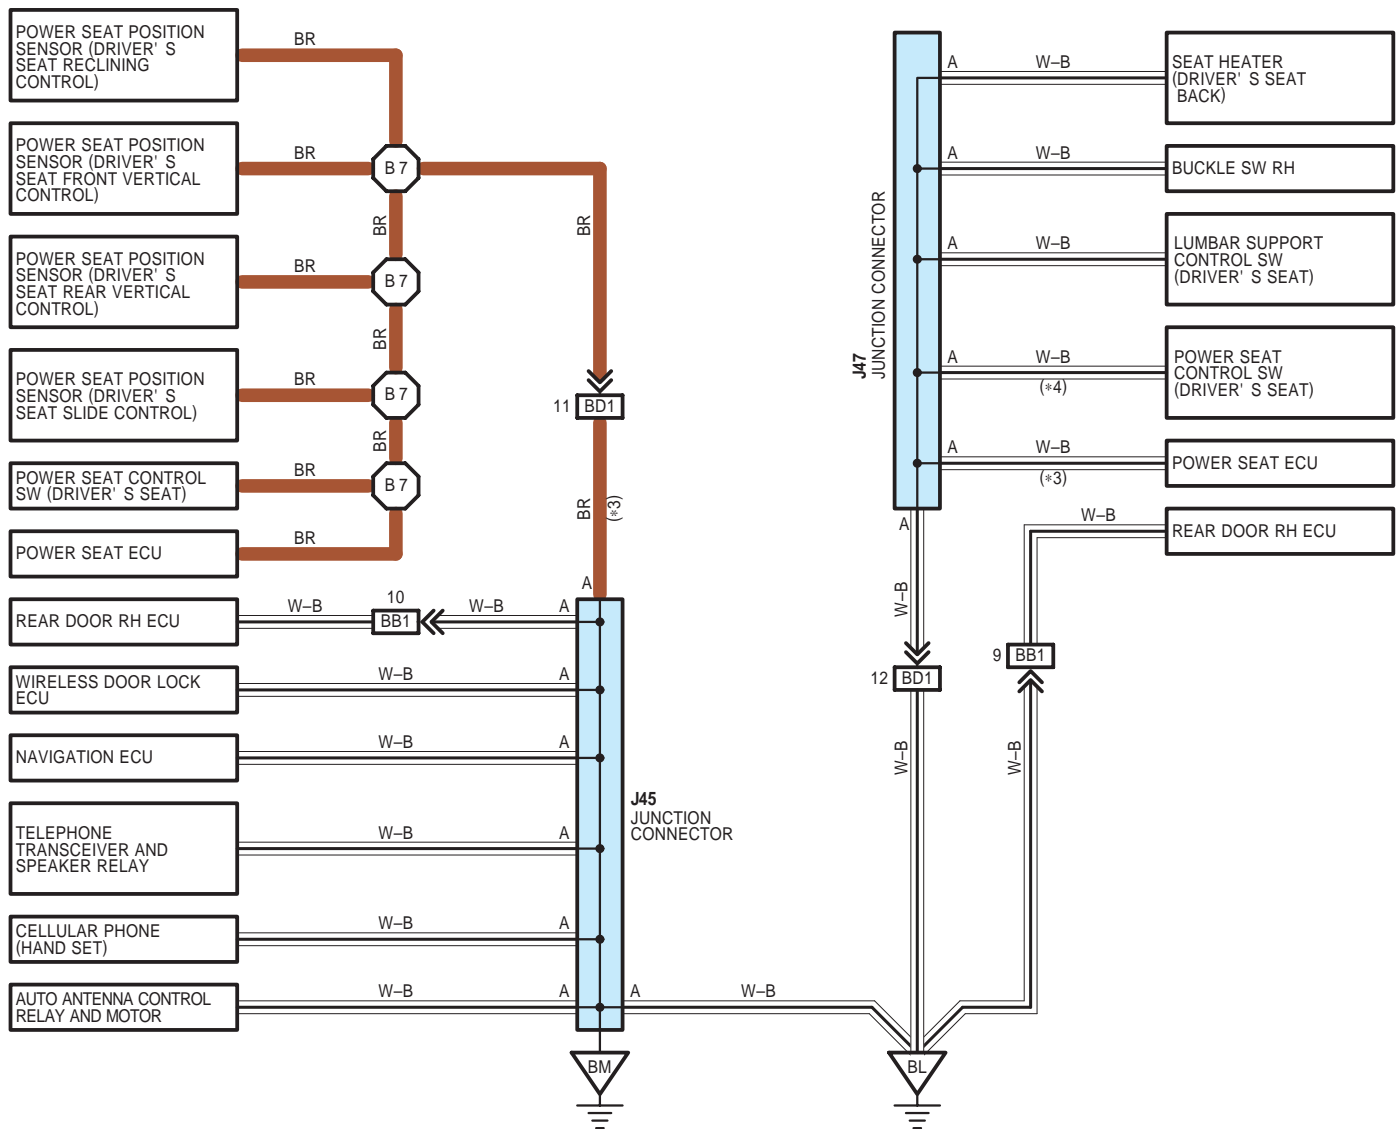 POWER SEAT POSITION
SENSOR (DRIVER' S
SEAT RECLINING
CONTROL)
BR
POWER SEAT POSITION
SENSOR (DRIVER' S
SEAT FRONT VERTICAL
CONTROL)
BR
B 7
BR
BR
POWER SEAT POSITION
SENSOR (DRIVER' S
SEAT REAR VERTICAL
CONTROL)
BR
B 7
BR
POWER SEAT POSITION
SENSOR (DRIVER' S
SEAT SLIDE CONTROL)
BR
B 7
11 BD1
BR
POWER SEAT CONTROL
SW (DRIVER' S SEAT)
BR
B 7
BR
(*3)
POWER SEAT ECU
BR
A
REAR DOOR RH ECU
W–B
10
BB1
W–B
A
WIRELESS DOOR LOCK
ECU
W–B
A
NAVIGATION ECU
W–B
A
J45
JUNCTION
CONNECTOR
TELEPHONE
TRANSCEIVER AND
SPEAKER RELAY
W–B
A
CELLULAR PHONE
(HAND SET)
W–B
A
AUTO ANTENNA CONTROL
RELAY AND MOTOR
W–B
A
A
W–B
BM
J47
JUNCTION CONNECTOR
A
W–B
SEAT HEATER
(DRIVER' S SEAT
BACK)
A
W–B
BUCKLE SW RH
A
W–B
LUMBAR SUPPORT
CONTROL SW
(DRIVER' S SEAT)
A
W–B
(*4)
POWER SEAT
CONTROL SW
(DRIVER' S SEAT)
A
W–B
(*3)
POWER SEAT ECU
A
W–B
REAR DOOR RH ECU
W–B
12 BD1
9 BB1
W–B
W–B
BL